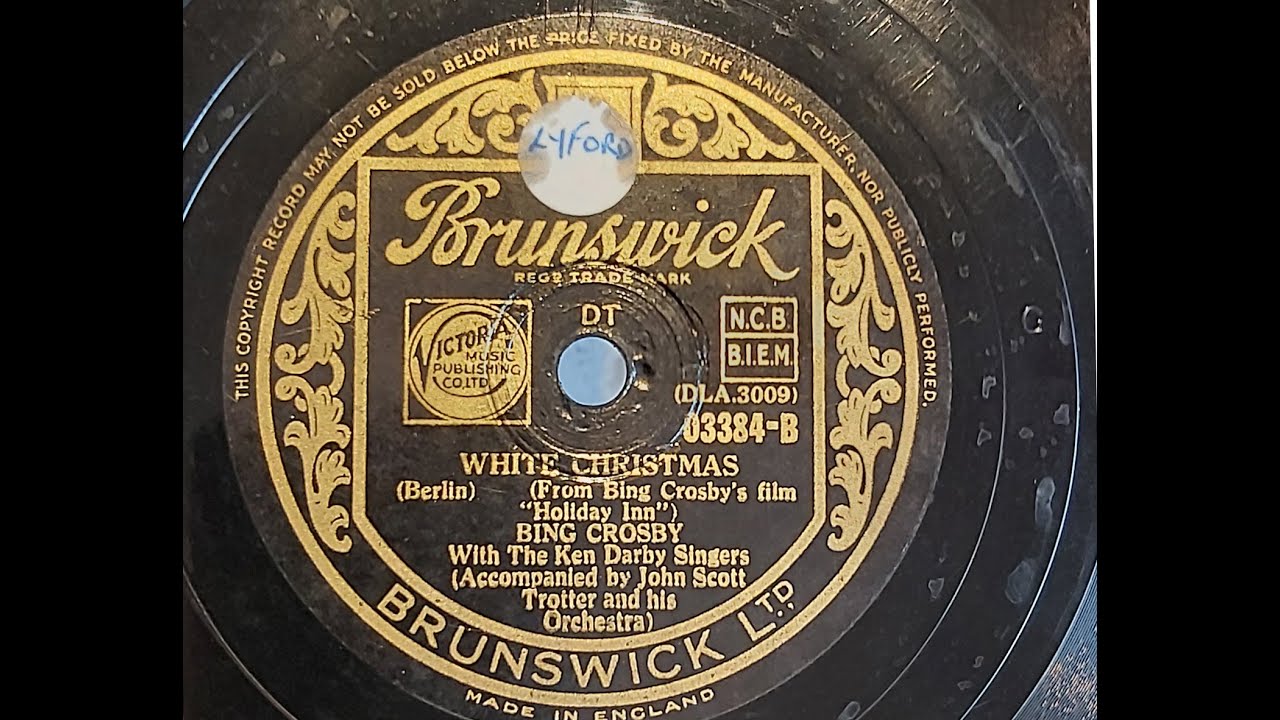 THIS COPYRIGHT RECORD MAY NOT BE SOLD BELOW THE PRICE FIXED BY THE MANUFACTURER, NOR PUBLICLY PERFORMED.
LYFORD
Brunswick
REGD TRADE MARK
DT
VICTORIA
MUSIC
PUBLISHING
CO, LTD.
N.C.B.
B.I.E.M.
(DLA.3009)
03384-B
WHITE CHRISTMAS
(Berlin) (From Bing Crosby's film
"Holiday Inn")
BING CROSBY
With The Ken Darby Singers
(Accompanied by John Scott
Trotter and his
Orchestra)
BRUNSWICK LTD.
MADE IN ENGLAND